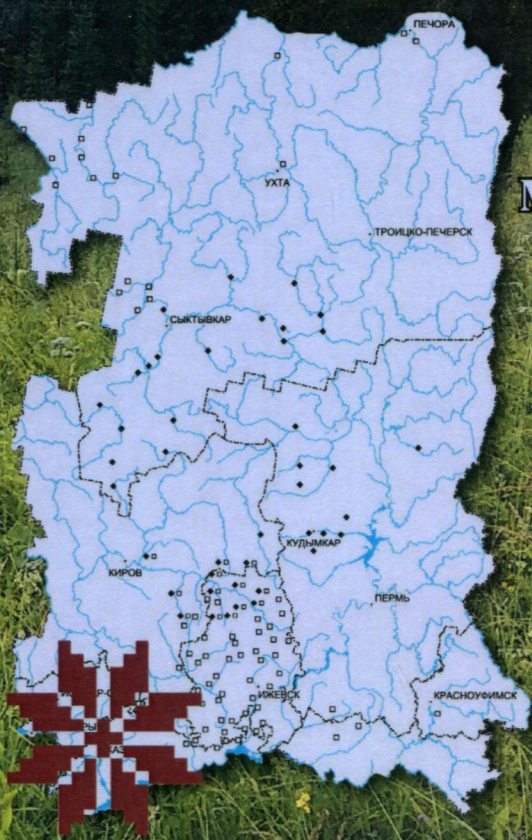 ПЕЧОРА
УХТА
ТРОИЦКО-ПЕЧЕРСК
СЫКТЫВКАР
КУДЫМКАР
КИРОВ
ПЕРМЬ
ИЖЕВСК
КРАСНОУФИМСК